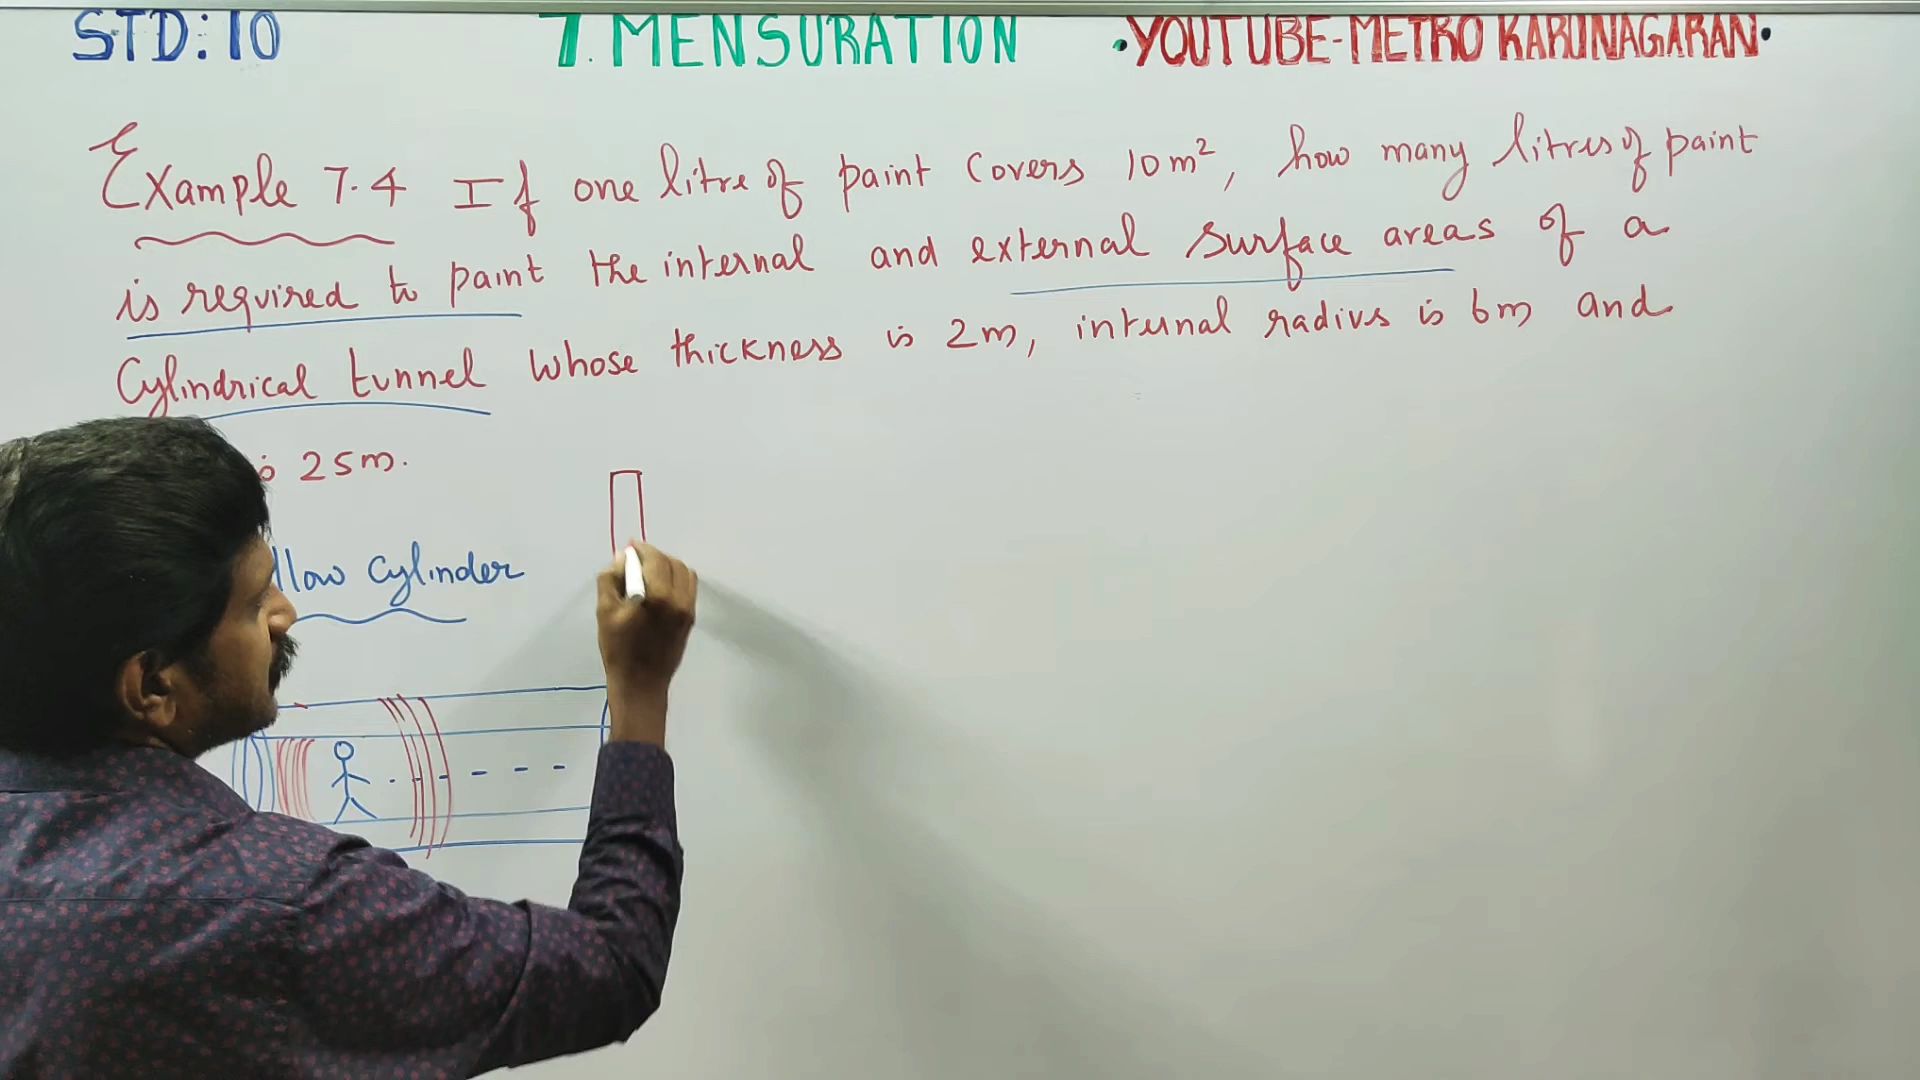 STD: 10 7. MENSURATION •YOUTUBE-METRO KARUNAGARAN•
Example 7.4 If one litre of paint covers 10m², how many litres of paint
is required to paint the internal and external surface areas of a
Cylindrical tunnel whose thickness is 2m, internal radius is 6m and
25m.
Cylinder